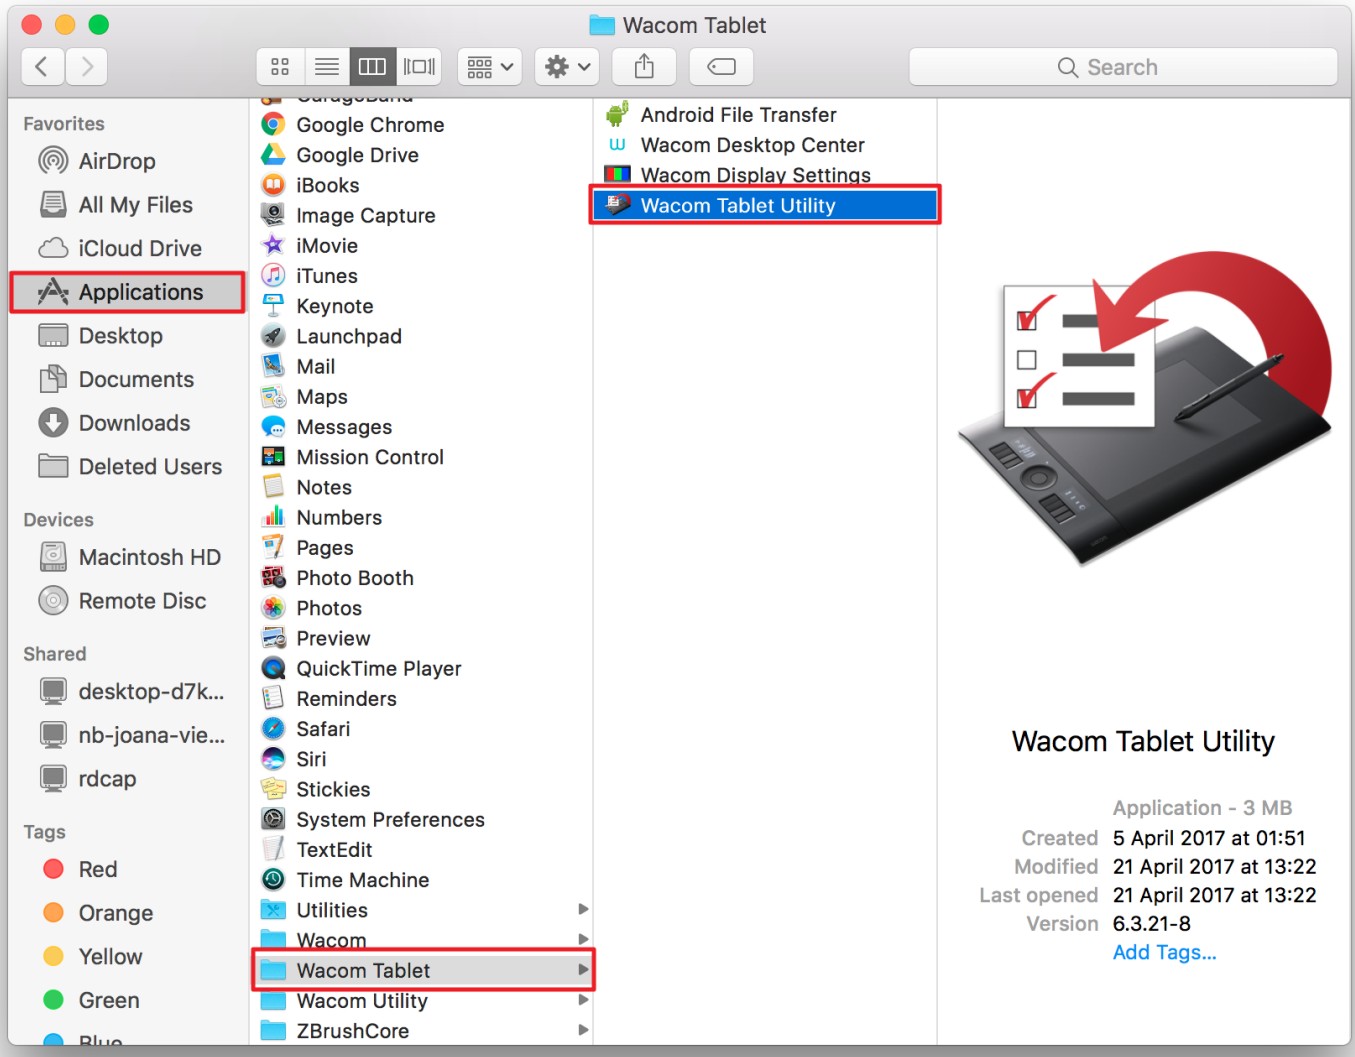 Wacom Tablet
Search
Favorites
AirDrop
All My Files
iCloud Drive
Applications
Desktop
Documents
Downloads
Deleted Users
Devices
Macintosh HD
Remote Disc
Shared
desktop-d7k...
nb-joana-vie...
rdcap
Tags
Red
Orange
Yellow
Green
Blue
GarageBand
Google Chrome
Google Drive
iBooks
Image Capture
iMovie
iTunes
Keynote
Launchpad
Mail
Maps
Messages
Mission Control
Notes
Numbers
Pages
Photo Booth
Photos
Preview
QuickTime Player
Reminders
Safari
Siri
Stickies
System Preferences
TextEdit
Time Machine
Utilities
Wacom
Wacom Tablet
Wacom Utility
ZBrushCore
Android File Transfer
Wacom Desktop Center
Wacom Display Settings
Wacom Tablet Utility
Wacom Tablet Utility
Application - 3 MB
Created 5 April 2017 at 01:51
Modified 21 April 2017 at 13:22
Last opened 21 April 2017 at 13:22
Version 6.3.21-8
Add Tags...